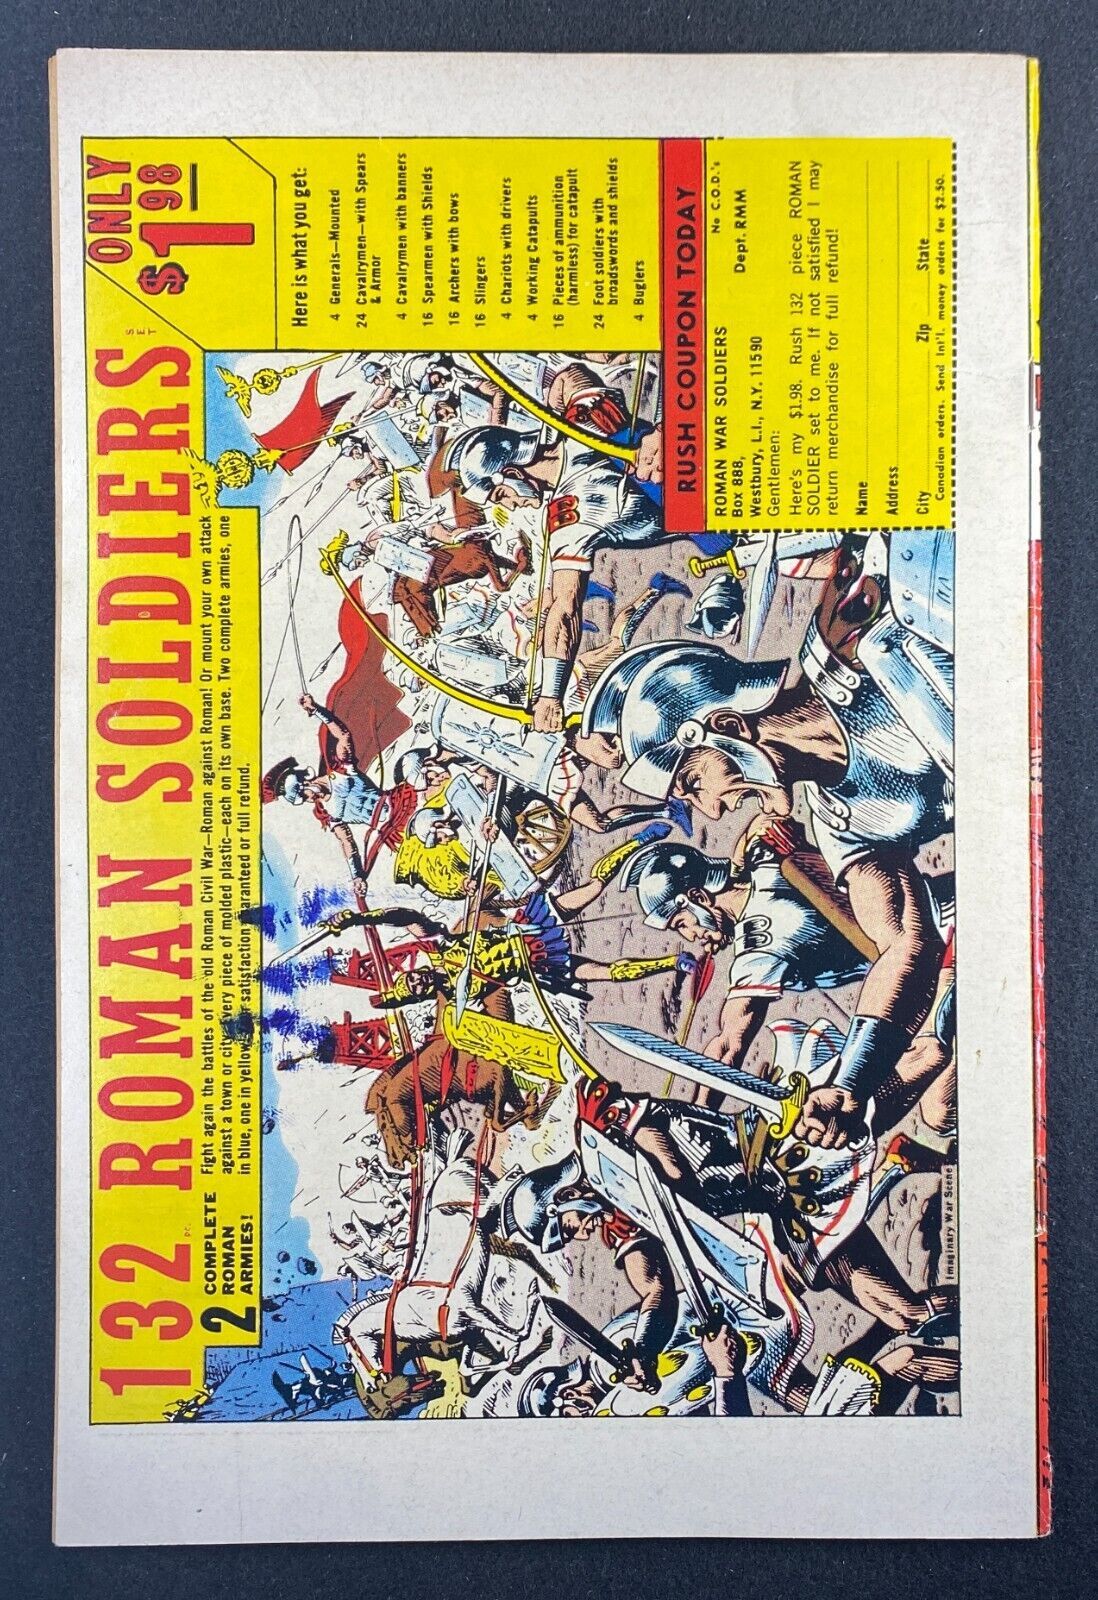 132 PC. ROMAN SOLDIERS SET
ONLY
$1.98
2 COMPLETE
ROMAN
ARMIES!
Fight again the battles of the old Roman Civil War—Roman against Roman! Or mount your own attack
against a town or city. Every piece of molded plastic—each on its own base. Two complete armies, one
in blue, one in yellow. Your satisfaction guaranteed or full refund.
Here is what you get:
4 Generals—Mounted
24 Cavalrymen—with Spears
& Armor
4 Cavalrymen with banners
16 Spearmen with Shields
16 Archers with bows
16 Slingers
4 Chariots with drivers
4 Working Catapults
16 Pieces of ammunition
(harmless) for catapult
24 Foot soldiers with
broadswords and shields
4 Buglers
RUSH COUPON TODAY
ROMAN WAR SOLDIERS No C.O.D.'s
Box 888, Dept. RMM
Westbury, L.I., N.Y. 11590
Gentlemen:
Here's my $1.98. Rush 132 piece ROMAN
SOLDIER set to me. If not satisfied I may
return merchandise for full refund!
Name
Address
City Zip State
Canadian orders. Send Int'l. money orders for $2.50.
Imaginary War Scene